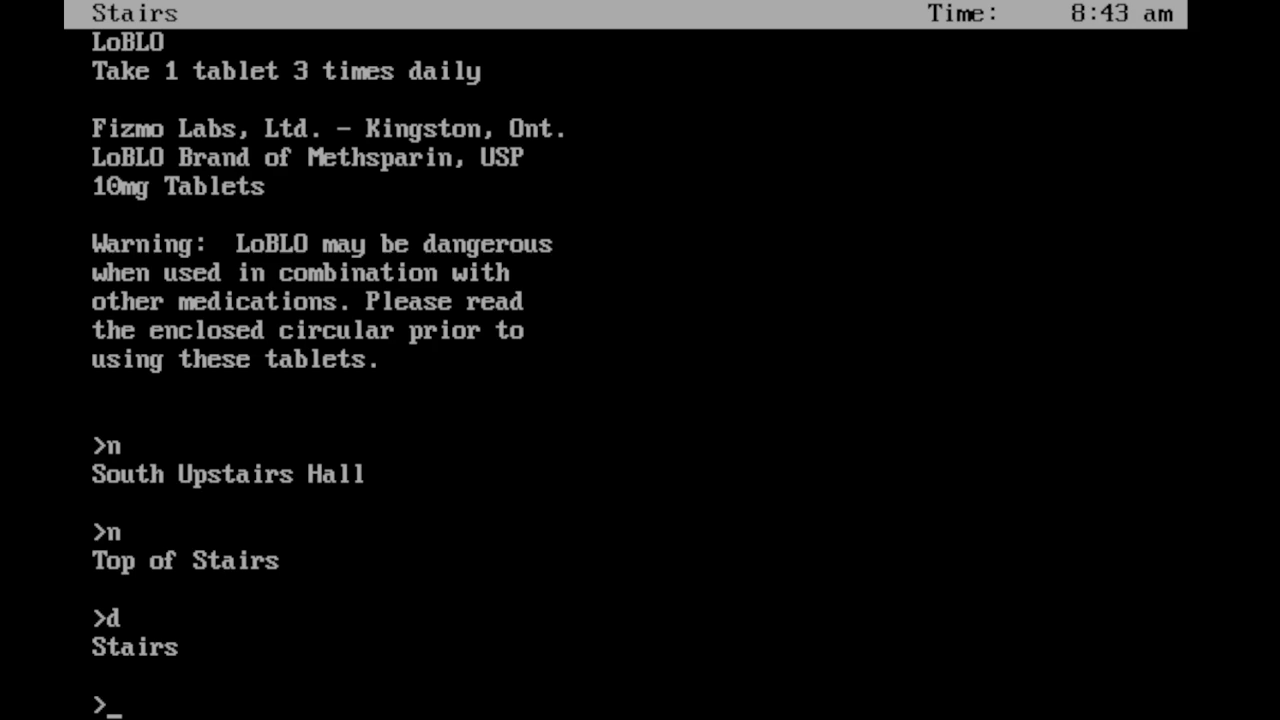 Stairs Time: 8:43 am
LoBLO
Take 1 tablet 3 times daily
Fizmo Labs, Ltd. - Kingston, Ont.
LoBLO Brand of Methsparin, USP
10mg Tablets
Warning: LoBLO may be dangerous
when used in combination with
other medications. Please read
the enclosed circular prior to
using these tablets.
>n
South Upstairs Hall
>n
Top of Stairs
>d
Stairs
>_